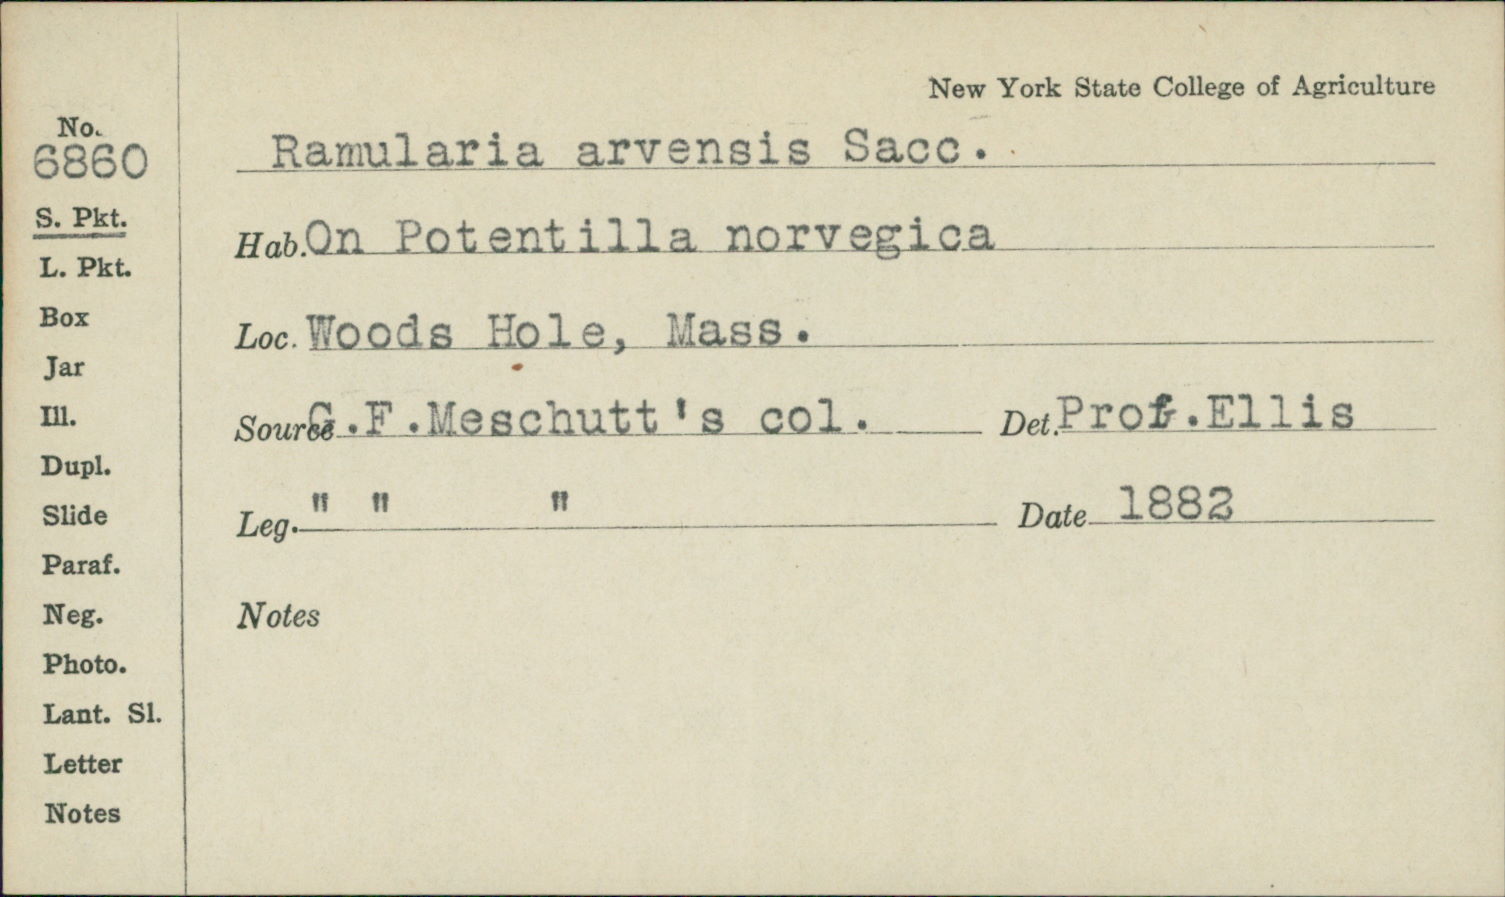 New York State College of Agriculture
No.
6860
S. Pkt.
L. Pkt.
Box
Jar
Ill.
Dupl.
Slide
Paraf.
Neg.
Photo.
Lant. Sl.
Letter
Notes
Ramularia arvensis Sacc.
Hab. On Potentilla norvegica
Loc. Woods Hole, Mass.
Source G.F.Meschutt's col. Det. Prof.Ellis
Leg. " " " Date 1882
Notes